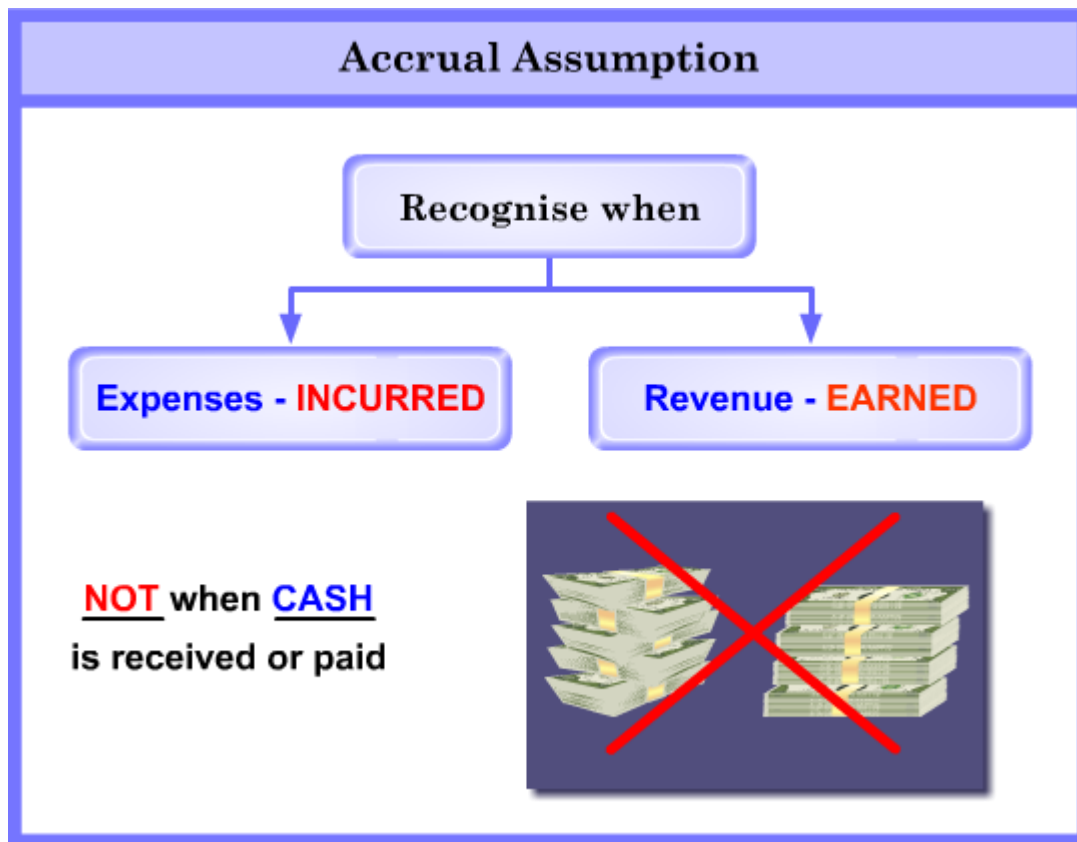 Accrual Assumption
Recognise when
Expenses - INCURRED
Revenue - EARNED
NOT when CASH
is received or paid